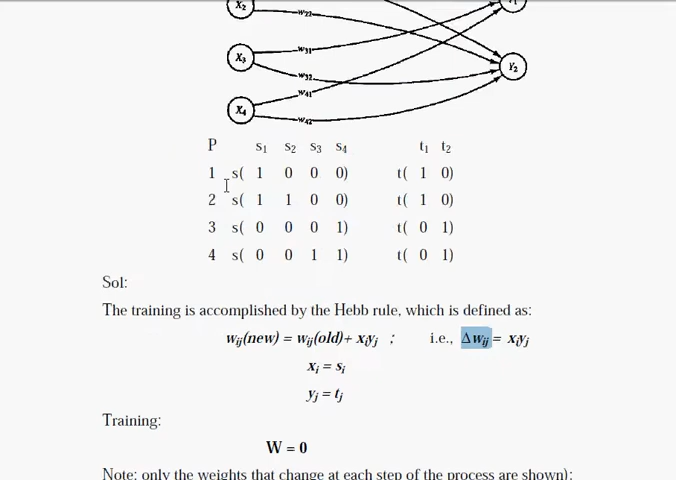 X₂
w₂₂
w₃₁
X₃
w₃₂
Y₂
w₄₁
X₄
w₄₂
P s₁ s₂ s₃ s₄ t₁ t₂
1 s( 1 0 0 0) t( 1 0)
2 s( 1 1 0 0) t( 1 0)
3 s( 0 0 0 1) t( 0 1)
4 s( 0 0 1 1) t( 0 1)
Sol:
The training is accomplished by the Hebb rule, which is defined as:
wᵢⱼ(new) = wᵢⱼ(old)+ xᵢyⱼ ; i.e., Δwᵢⱼ = xᵢyⱼ
xᵢ = sᵢ
yⱼ = tⱼ
Training:
W = 0
Note: only the weights that change at each step of the process are shown):